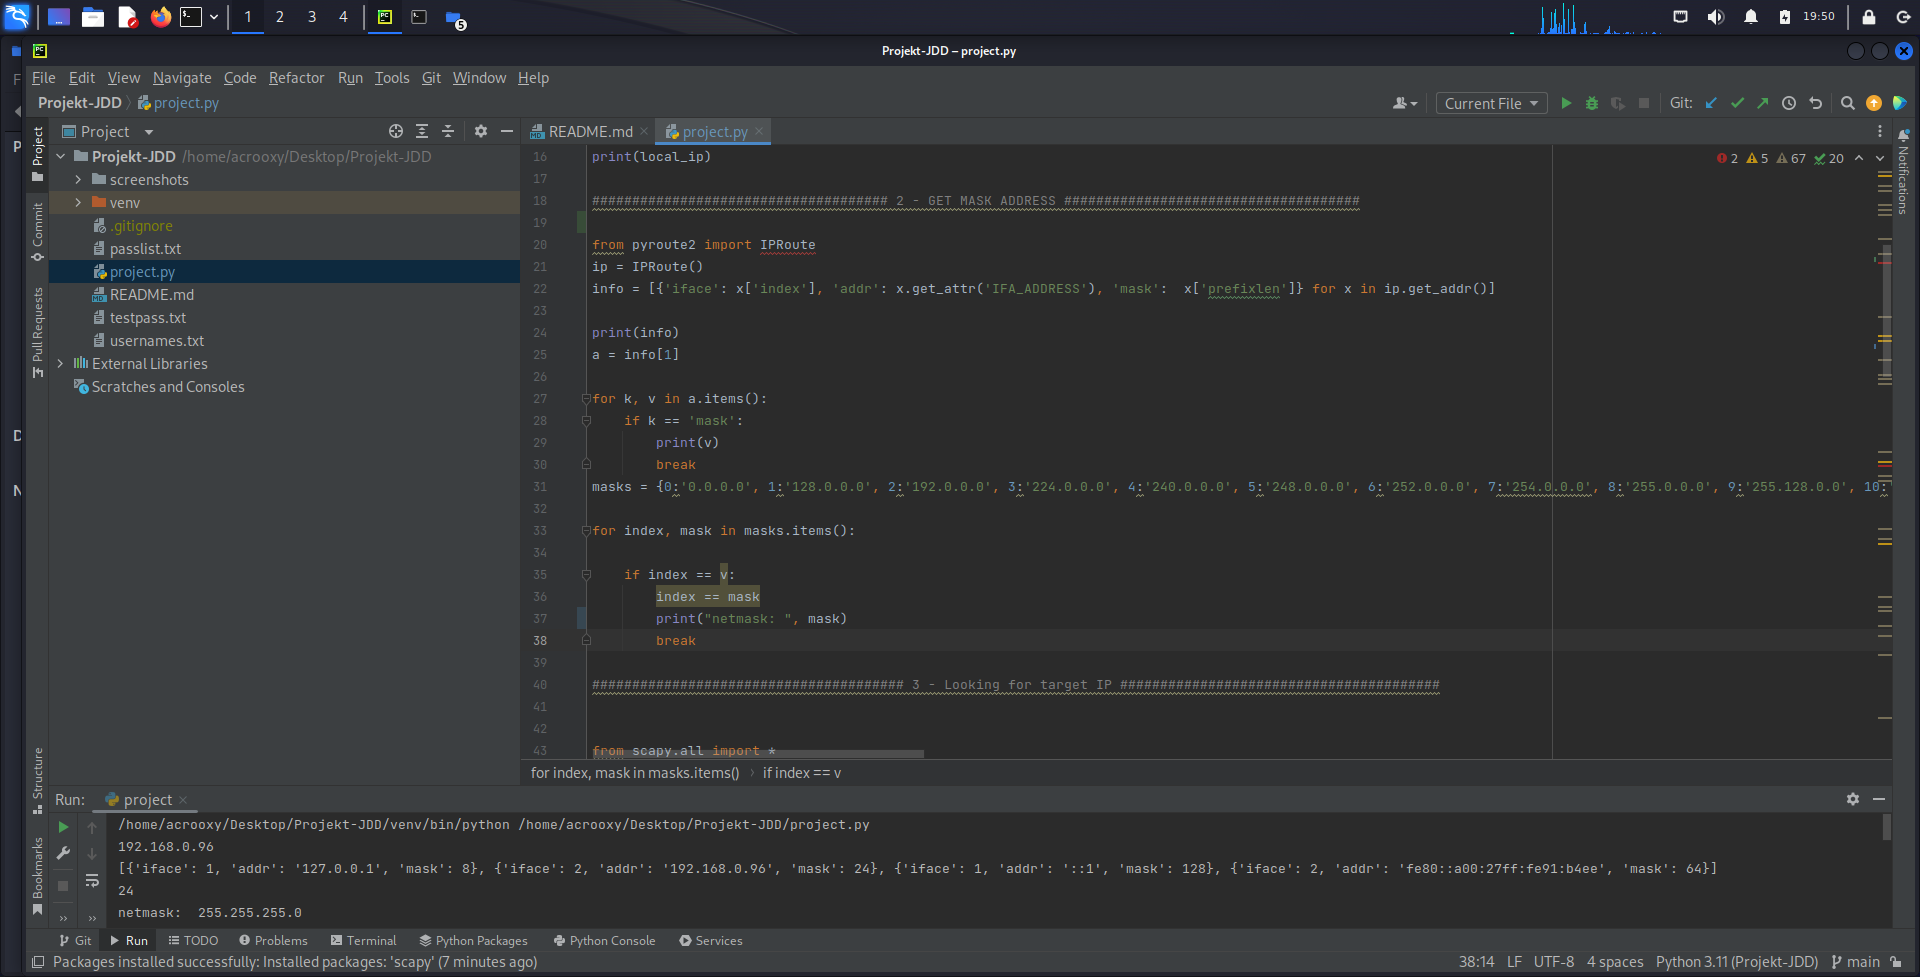 1 2 3 4 5 19:50
Projekt-JDD – project.py
File Edit View Navigate Code Refactor Run Tools Git Window Help
Projekt-JDD project.py Current File Git:
Project README.md project.py
Projekt-JDD /home/acrooxy/Desktop/Projekt-JDD
screenshots
venv
.gitignore
passlist.txt
project.py
README.md
testpass.txt
usernames.txt
External Libraries
Scratches and Consoles
Project
Commit
Pull Requests
Structure
Bookmarks
Notifications
2 5 67 20
16 print(local_ip)
17
18 ##################################### 2 - GET MASK ADDRESS #####################################
19
20 from pyroute2 import IPRoute
21 ip = IPRoute()
22 info = [{'iface': x['index'], 'addr': x.get_attr('IFA_ADDRESS'), 'mask':  x['prefixlen']} for x in ip.get_addr()]
23
24 print(info)
25 a = info[1]
26
27 for k, v in a.items():
28     if k == 'mask':
29         print(v)
30         break
31 masks = {0:'0.0.0.0', 1:'128.0.0.0', 2:'192.0.0.0', 3:'224.0.0.0', 4:'240.0.0.0', 5:'248.0.0.0', 6:'252.0.0.0', 7:'254.0.0.0', 8:'255.0.0.0', 9:'255.128.0.0', 10:'
32
33 for index, mask in masks.items():
34
35     if index == v:
36         index == mask
37         print("netmask: ", mask)
38         break
39
40 ####################################### 3 - Looking for target IP ########################################
41
42
43 from scapy.all import *
for index, mask in masks.items() if index == v
Run: project
/home/acrooxy/Desktop/Projekt-JDD/venv/bin/python /home/acrooxy/Desktop/Projekt-JDD/project.py
192.168.0.96
[{'iface': 1, 'addr': '127.0.0.1', 'mask': 8}, {'iface': 2, 'addr': '192.168.0.96', 'mask': 24}, {'iface': 1, 'addr': '::1', 'mask': 128}, {'iface': 2, 'addr': 'fe80::a00:27ff:fe91:b4ee', 'mask': 64}]
24
netmask:  255.255.255.0
Git Run TODO Problems Terminal Python Packages Python Console Services
Packages installed successfully: Installed packages: 'scapy' (7 minutes ago) 38:14 LF UTF-8 4 spaces Python 3.11 (Projekt-JDD) main